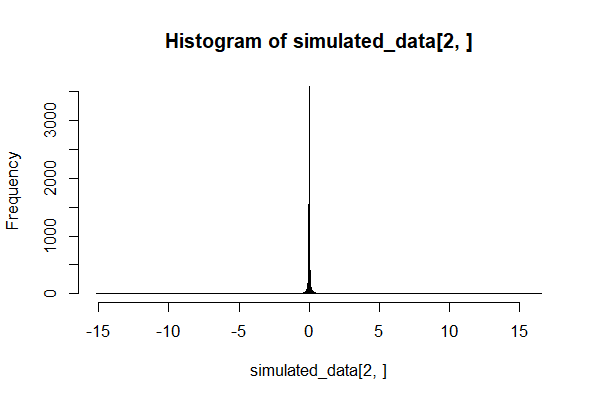 Histogram of simulated_data[2, ]
Frequency
3000
2000
1000
0
-15 -10 -5 0 5 10 15
simulated_data[2, ]